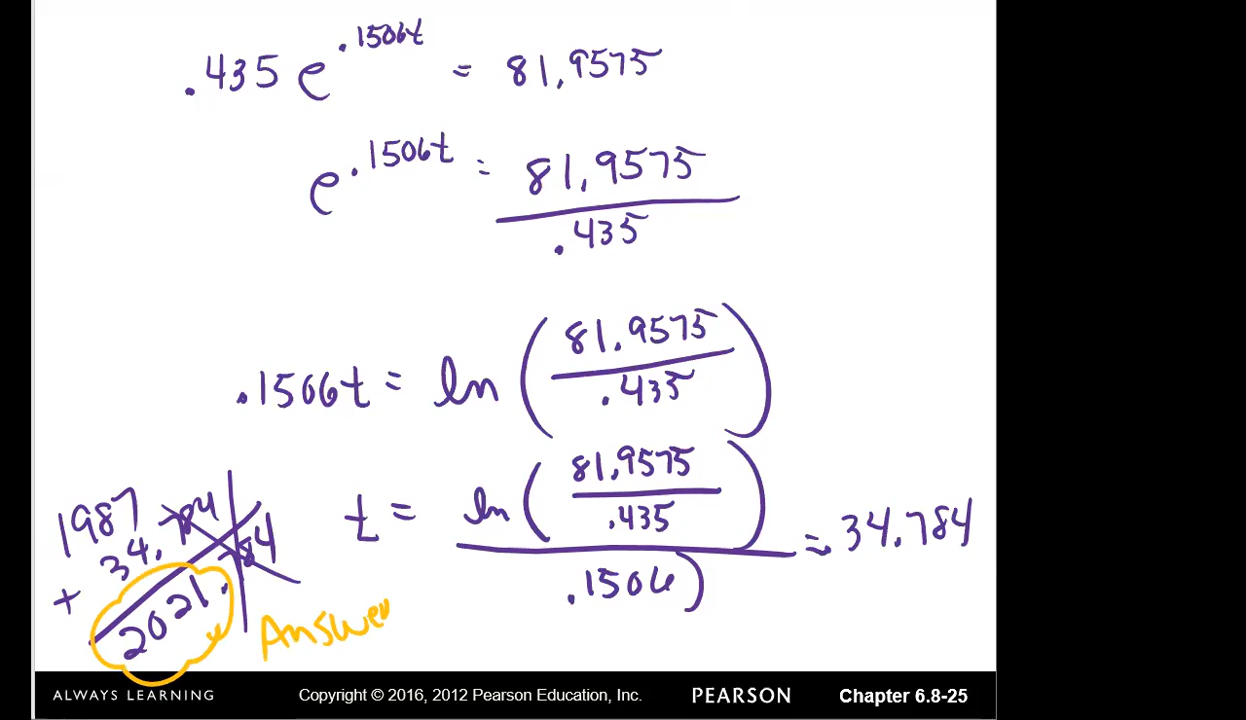 .435 e^.1506t = 81.9575
e^.1506t = 81.9575 / .435
.1506t = ln ( 81.9575 / .435 )
t = ln ( 81.9575 / .435 ) / .1506 ) ≈ 34.784
1987
+ 34.784
2021.
Answer
ALWAYS LEARNING
Copyright © 2016, 2012 Pearson Education, Inc.
PEARSON
Chapter 6.8-25